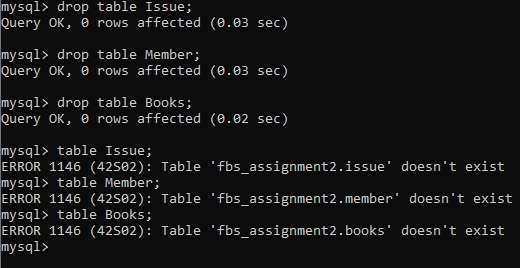 mysql> drop table Issue;
Query OK, 0 rows affected (0.03 sec)
mysql> drop table Member;
Query OK, 0 rows affected (0.03 sec)
mysql> drop table Books;
Query OK, 0 rows affected (0.02 sec)
mysql> table Issue;
ERROR 1146 (42S02): Table 'fbs_assignment2.issue' doesn't exist
mysql> table Member;
ERROR 1146 (42S02): Table 'fbs_assignment2.member' doesn't exist
mysql> table Books;
ERROR 1146 (42S02): Table 'fbs_assignment2.books' doesn't exist
mysql>